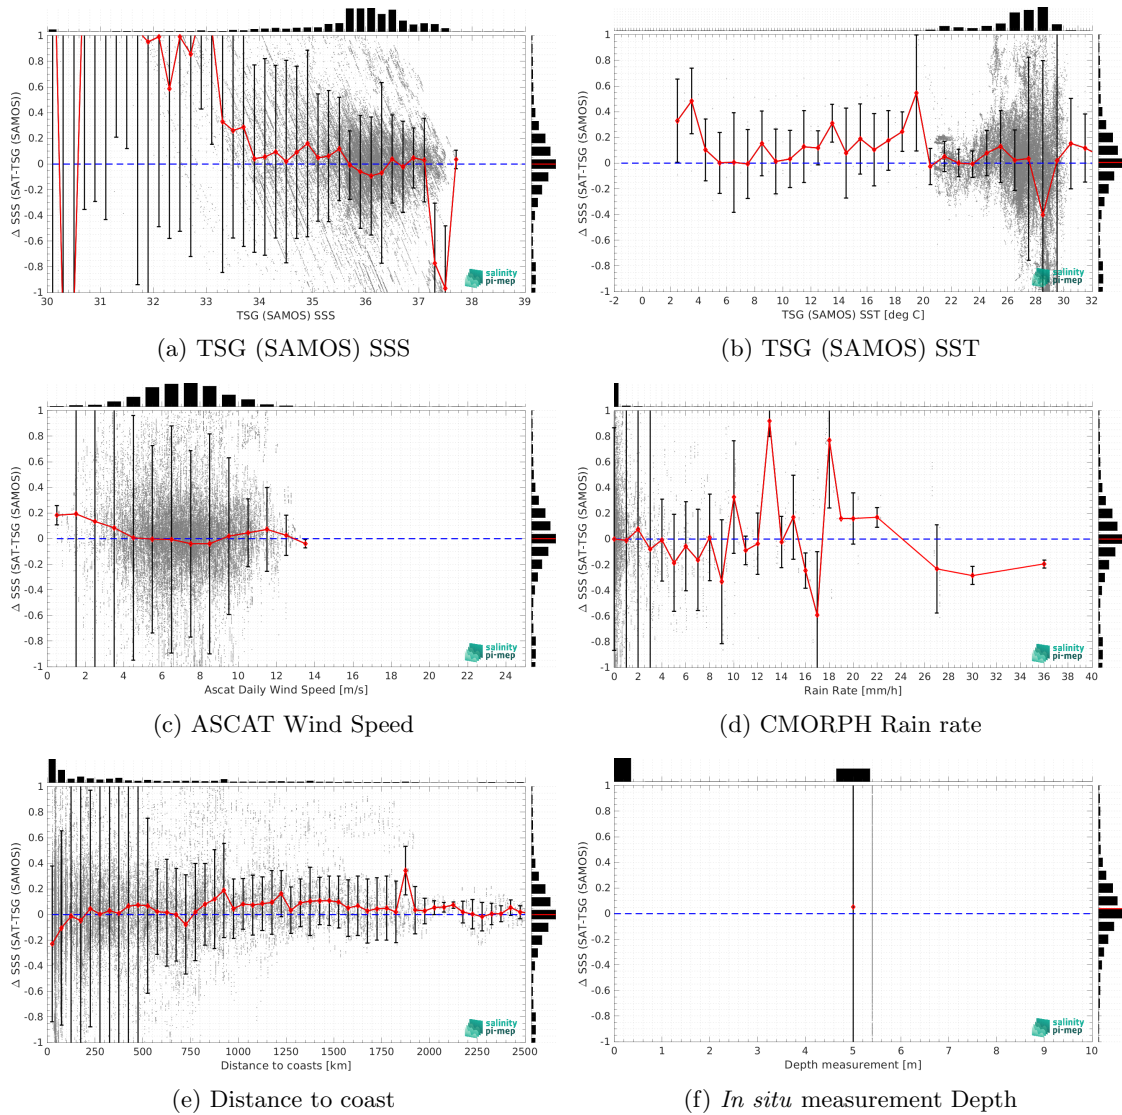 1
0.8
0.6
0.4
0.2
0
-0.2
-0.4
-0.6
-0.8
-1
Δ SSS (SAT-TSG (SAMOS))
30 31 32 33 34 35 36 37 38 39
TSG (SAMOS) SSS
salinity
pi-mep
(a) TSG (SAMOS) SSS
1
0.8
0.6
0.4
0.2
0
-0.2
-0.4
-0.6
-0.8
-1
Δ SSS (SAT-TSG (SAMOS))
-2 0 2 4 6 8 10 12 14 16 18 20 22 24 26 28 30 32
TSG (SAMOS) SST [deg C]
salinity
pi-mep
(b) TSG (SAMOS) SST
1
0.8
0.6
0.4
0.2
0
-0.2
-0.4
-0.6
-0.8
-1
Δ SSS (SAT-TSG (SAMOS))
0 2 4 6 8 10 12 14 16 18 20 22 24
Ascat Daily Wind Speed [m/s]
salinity
pi-mep
(c) ASCAT Wind Speed
1
0.8
0.6
0.4
0.2
0
-0.2
-0.4
-0.6
-0.8
-1
Δ SSS (SAT-TSG (SAMOS))
0 2 4 6 8 10 12 14 16 18 20 22 24 26 28 30 32 34 36 38 40
Rain Rate [mm/h]
salinity
pi-mep
(d) CMORPH Rain rate
1
0.8
0.6
0.4
0.2
0
-0.2
-0.4
-0.6
-0.8
-1
Δ SSS (SAT-TSG (SAMOS))
0 250 500 750 1000 1250 1500 1750 2000 2250 2500
Distance to coasts [km]
salinity
pi-mep
(e) Distance to coast
1
0.8
0.6
0.4
0.2
0
-0.2
-0.4
-0.6
-0.8
-1
Δ SSS (SAT-TSG (SAMOS))
0 1 2 3 4 5 6 7 8 9 10
Depth measurement [m]
salinity
pi-mep
(f) In situ measurement Depth